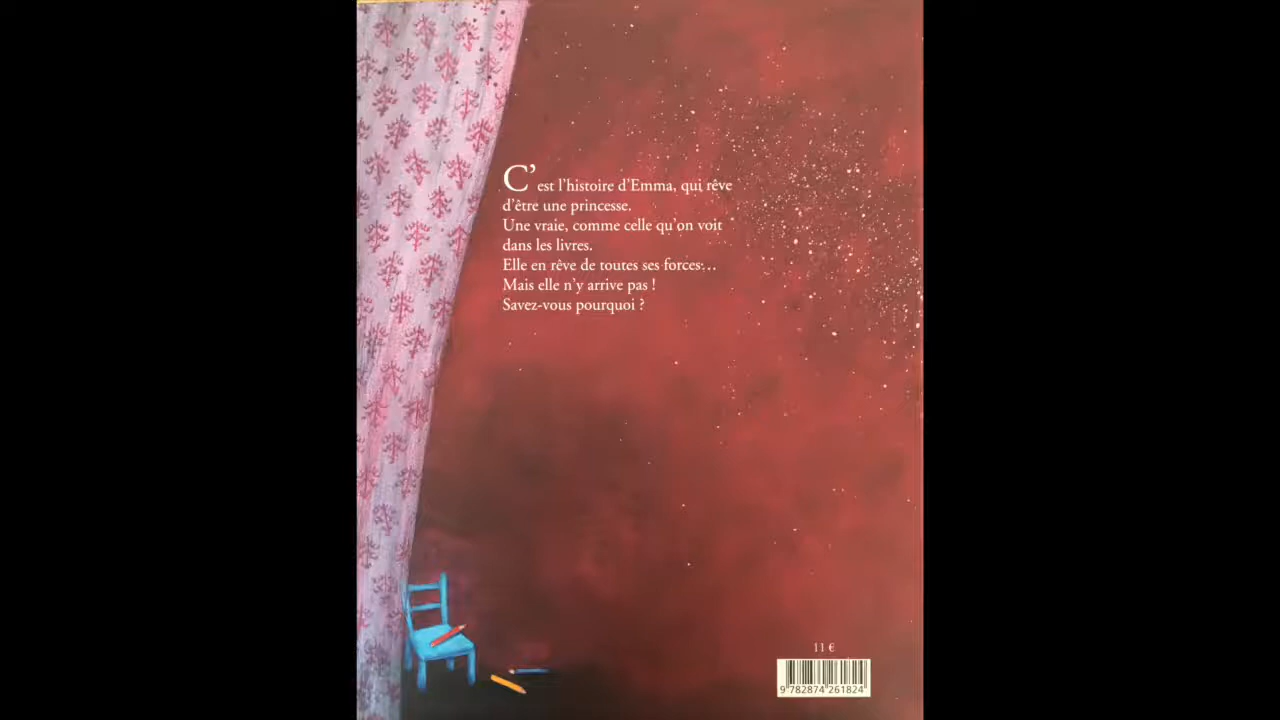 C'est l'histoire d'Emma, qui rêve
d'être une princesse.
Une vraie, comme celle qu'on voit
dans les livres.
Elle en rêve de toutes ses forces…
Mais elle n'y arrive pas !
Savez-vous pourquoi ?
11 €
9 782874 261824